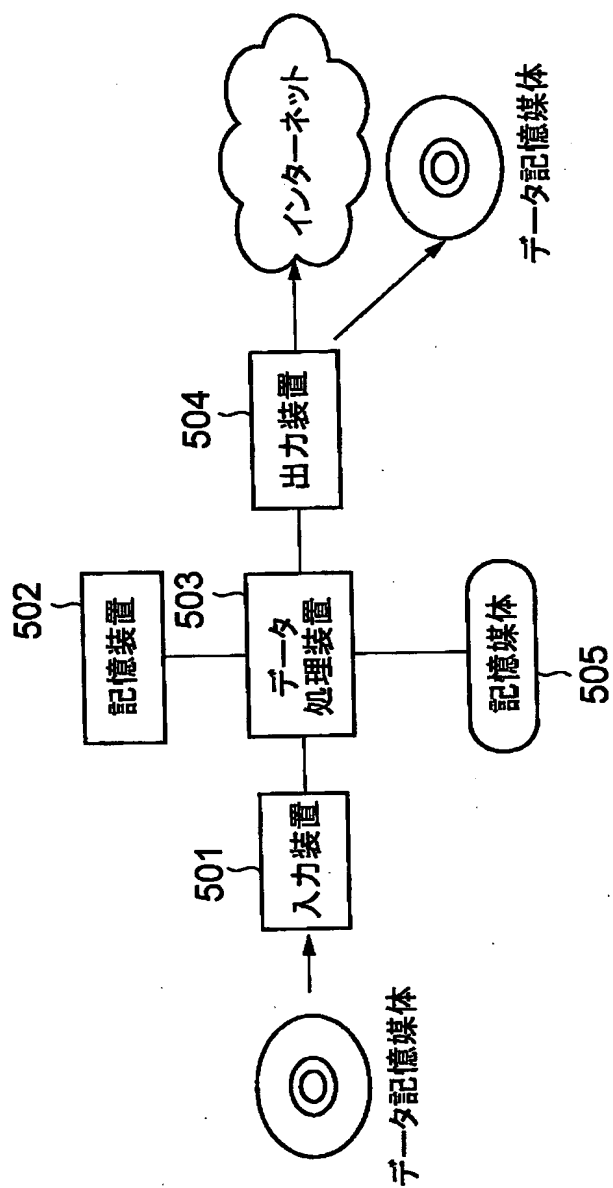 データ記憶媒体
501
入力装置
502
記憶装置
503
データ
処理装置
記憶媒体
505
504
出力装置
インターネット
データ記憶媒体